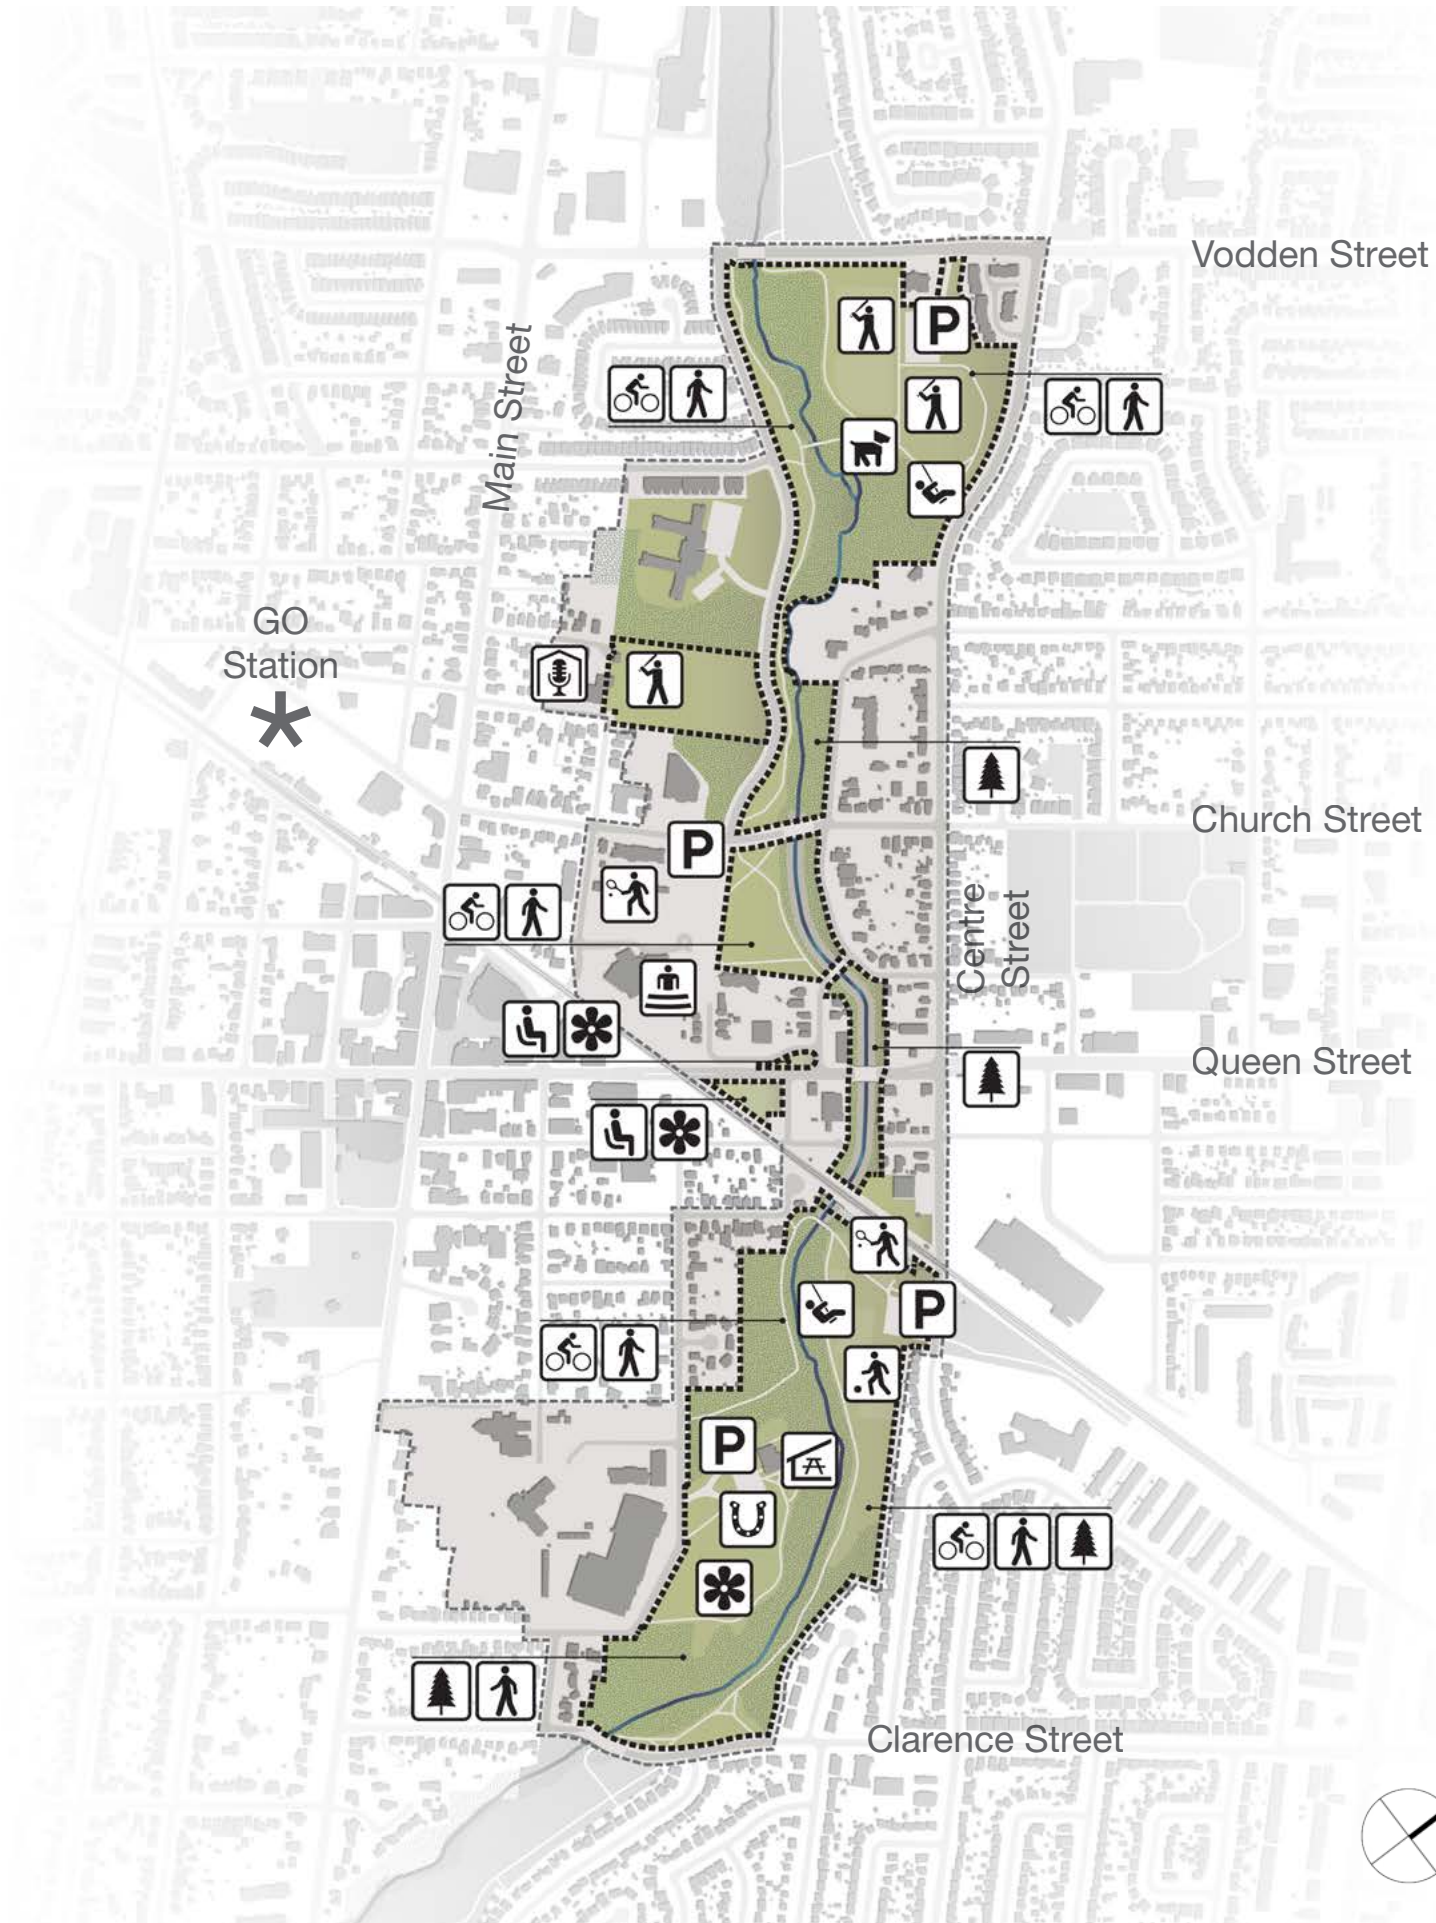 Vodden Street
P
Main Street
GO
Station
Church Street
P
Centre
Street
Queen Street
P
P
Clarence Street